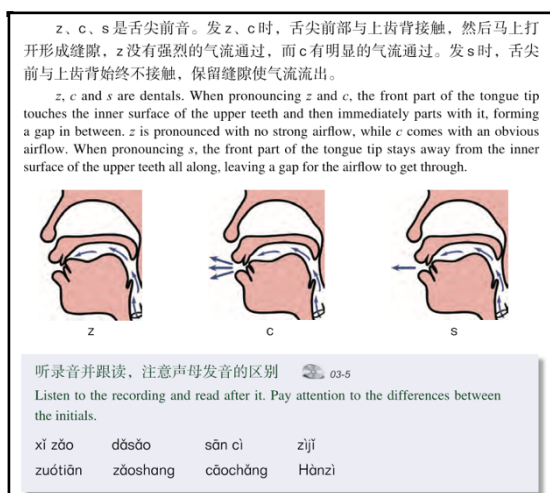 z、c、s是舌尖前音。发z、c时，舌尖前部与上齿背接触，然后马上打
开形成缝隙，z没有强烈的气流通过，而c有明显的气流通过。发s时，舌尖
前与上齿背始终不接触，保留缝隙使气流流出。
z, c and s are dentals. When pronouncing z and c, the front part of the tongue tip
touches the inner surface of the upper teeth and then immediately parts with it, forming
a gap in between. z is pronounced with no strong airflow, while c comes with an obvious
airflow. When pronouncing s, the front part of the tongue tip stays away from the inner
surface of the upper teeth all along, leaving a gap for the airflow to get through.
z c s
听录音并跟读，注意声母发音的区别 03-5
Listen to the recording and read after it. Pay attention to the differences between
the initials.
xǐ zǎo dǎsǎo sān cì zìjǐ
zuótiān zǎoshang cāochǎng Hànzì